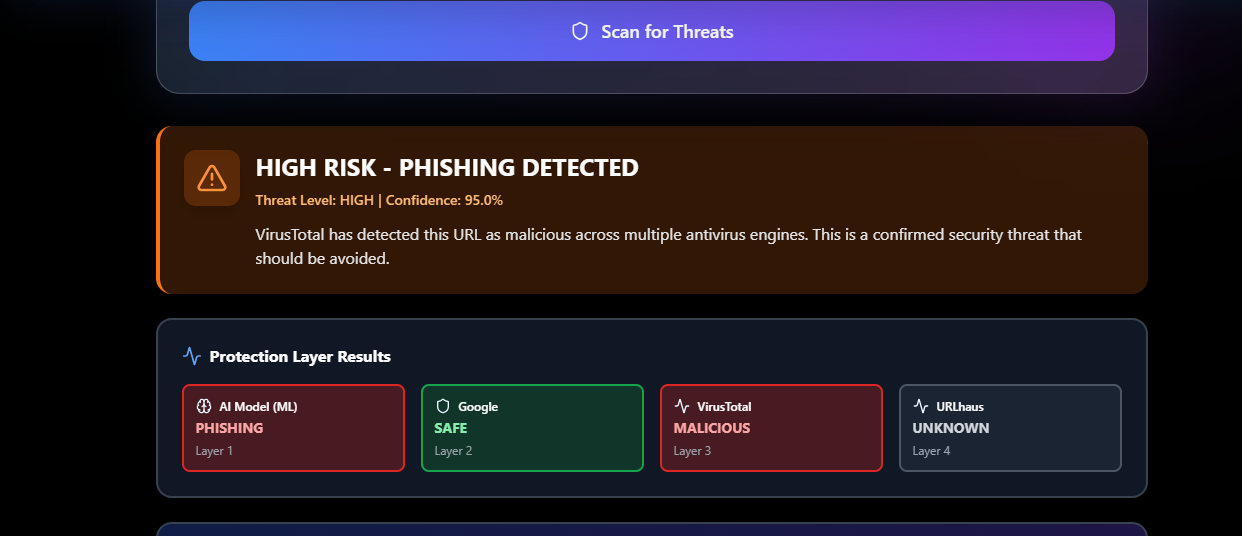 Scan for Threats
HIGH RISK - PHISHING DETECTED
Threat Level: HIGH | Confidence: 95.0%
VirusTotal has detected this URL as malicious across multiple antivirus engines. This is a confirmed security threat that
should be avoided.
Protection Layer Results
AI Model (ML)
PHISHING
Layer 1
Google
SAFE
Layer 2
VirusTotal
MALICIOUS
Layer 3
URLhaus
UNKNOWN
Layer 4